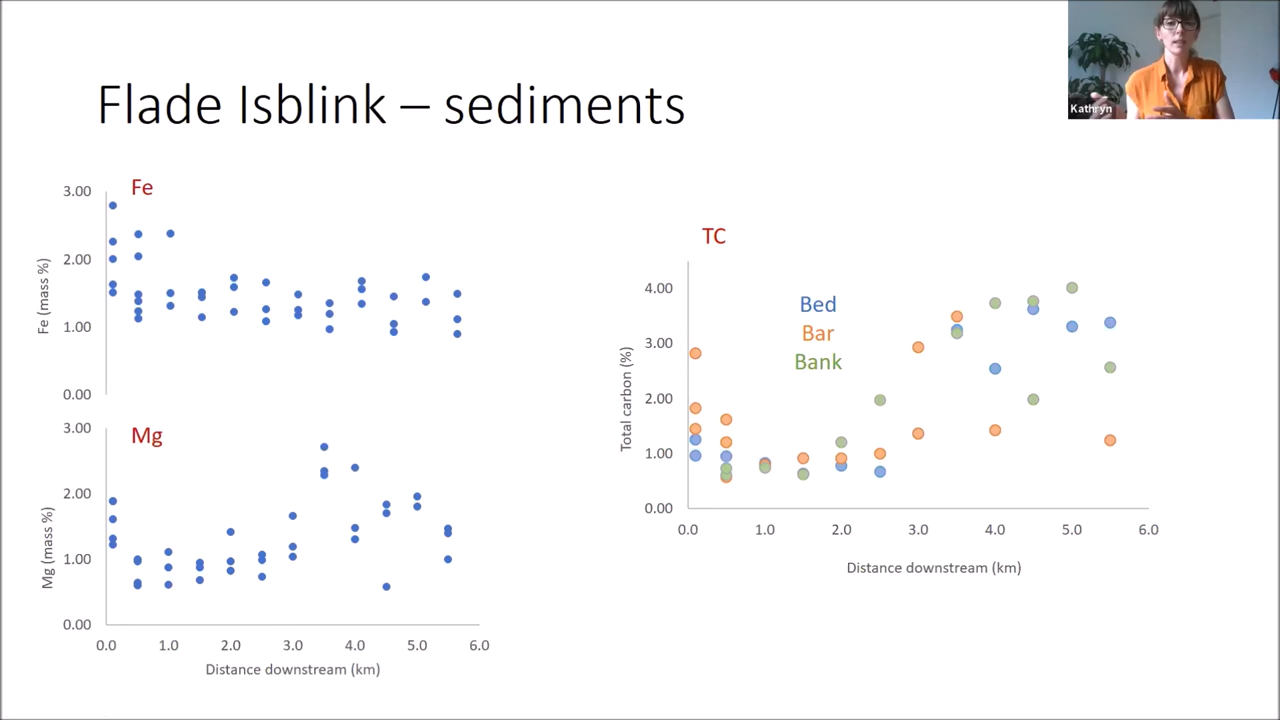 Kathryn
Flade Isblink – sediments
Fe
3.00
2.00
1.00
0.00
Fe (mass %)
Mg
3.00
2.00
1.00
0.00
Mg (mass %)
0.0 1.0 2.0 3.0 4.0 5.0 6.0
Distance downstream (km)
TC
Bed
Bar
Bank
4.00
3.00
2.00
1.00
0.00
Total carbon (%)
0.0 1.0 2.0 3.0 4.0 5.0 6.0
Distance downstream (km)